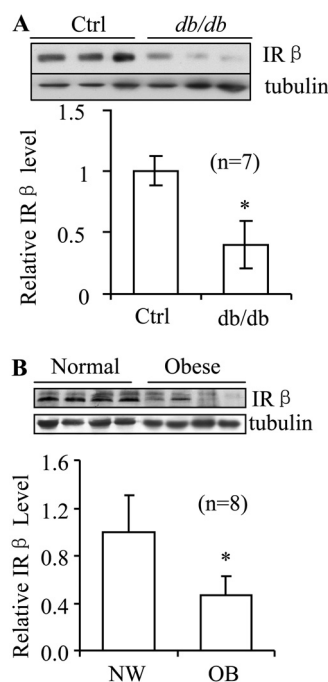 A
Ctrl db/db
IR β
tubulin
Relative IR β level
1.5
1
0.5
0
(n=7)
*
Ctrl db/db
B
Normal Obese
IR β
tubulin
Relative IR β Level
1.6
1.2
0.8
0.4
0.0
(n=8)
*
NW OB